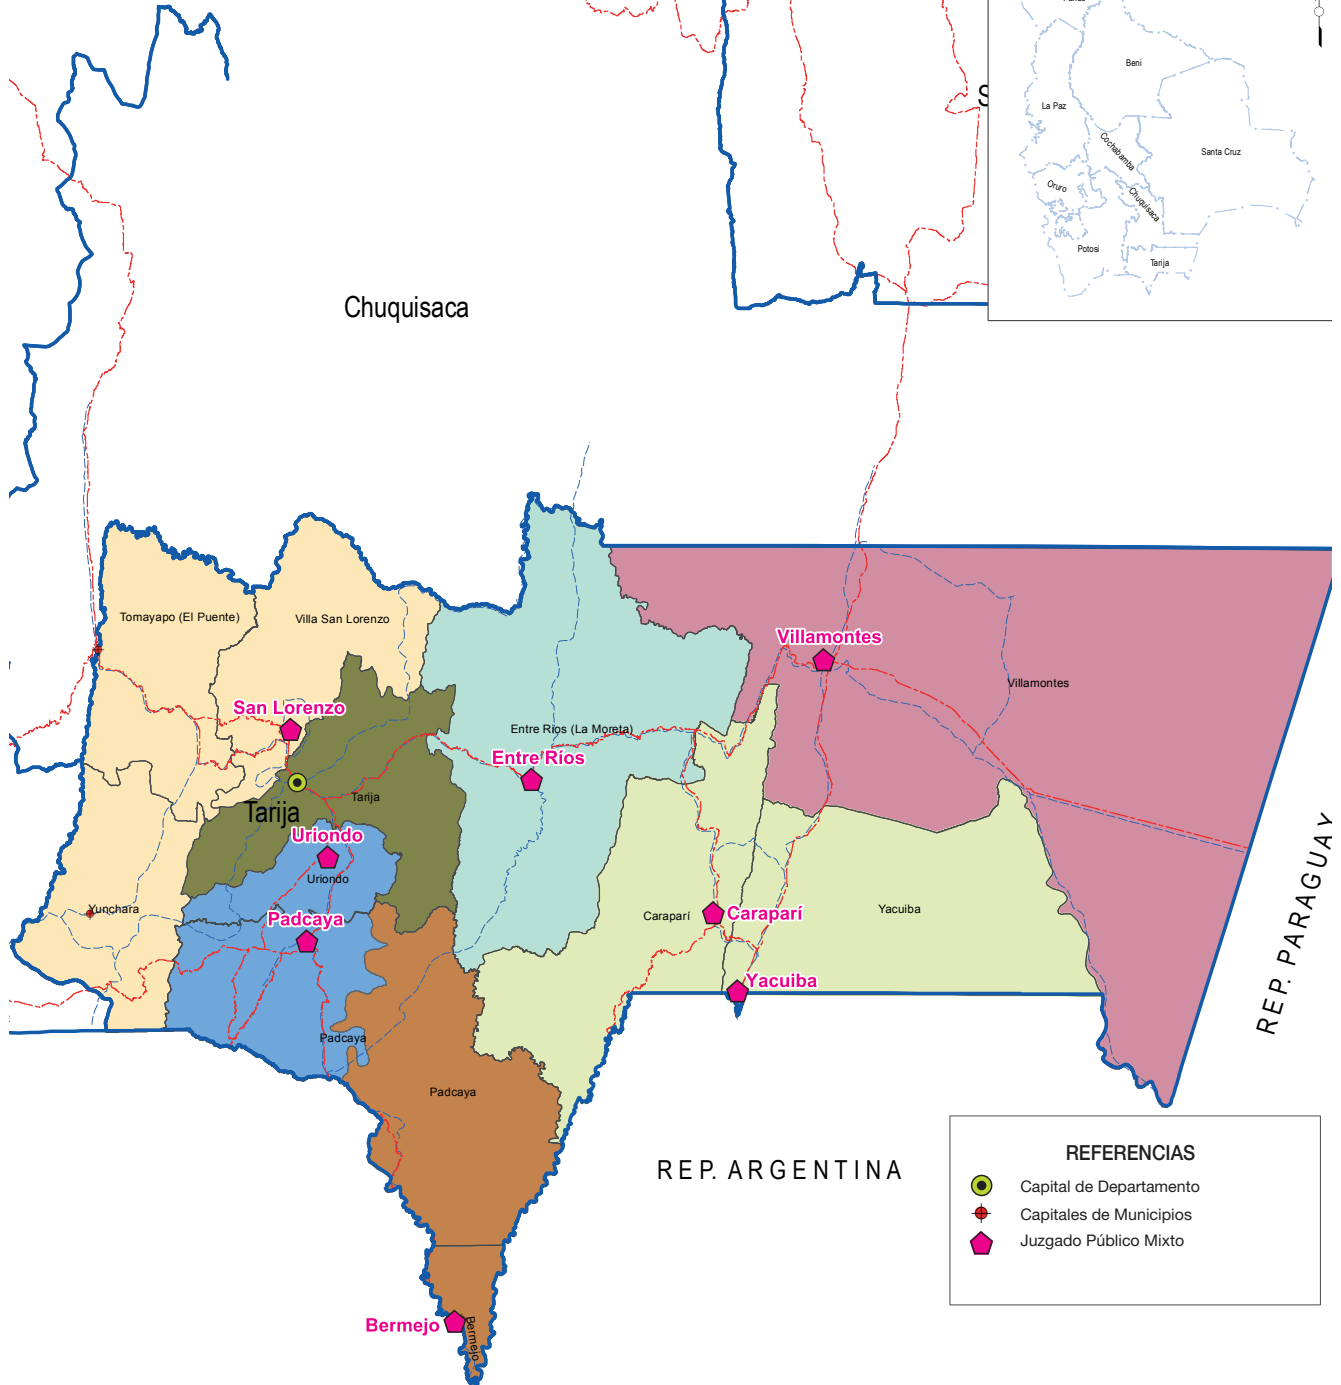 Beni
La Paz
Santa Cruz
Cochabamba
Oruro
Chuquisaca
Potosi
Tarija
S
Chuquisaca
Tomayapo (El Puente)
Villa San Lorenzo
Villamontes
Villamontes
San Lorenzo
Entre Ríos (La Moreta)
Entre Ríos
Tarija
Tarija
Uriondo
Uriondo
Yunchara
Padcaya
Caraparí
Caraparí
Yacuiba
Yacuiba
Padcaya
Padcaya
REP. PARAGUAY
REP. ARGENTINA
Bermejo
Bermejo
REFERENCIAS
Capital de Departamento
Capitales de Municipios
Juzgado Público Mixto